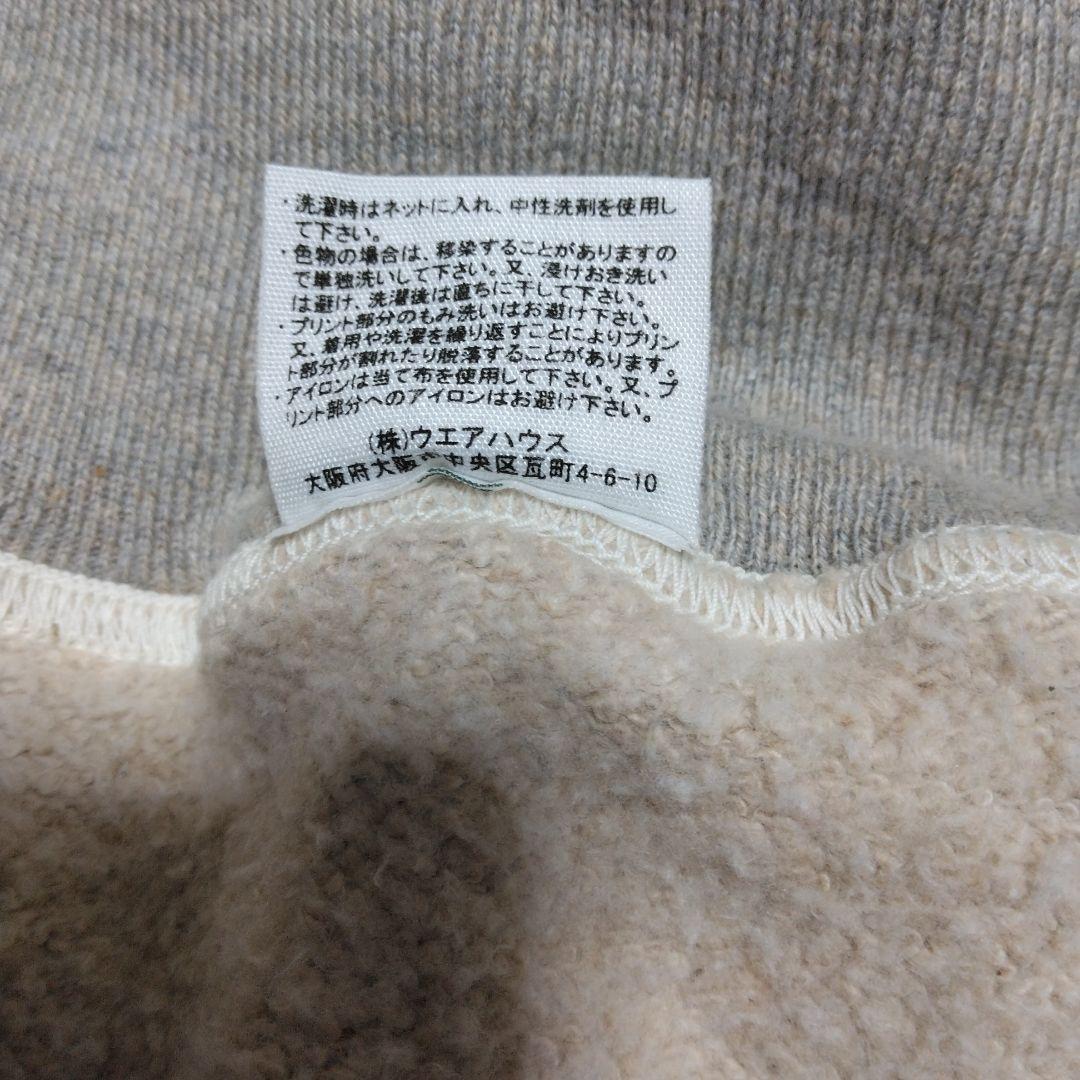 ・洗濯時はネットに入れ、中性洗剤を使用し
て下さい。
・色物の場合は、移染することがありますの
で単独洗いして下さい。又、浸けおき洗い
は避け、洗濯後は直ちに干して下さい。
・プリント部分のもみ洗いはお避け下さい。
又、着用や洗濯を繰り返すことによりプリン
ト部分が割れたり脱落することがあります。
・アイロンは当て布を使用して下さい。又、プ
リント部分へのアイロンはお避け下さい。
(株)ウエアハウス
大阪府大阪市中央区瓦町4-6-10